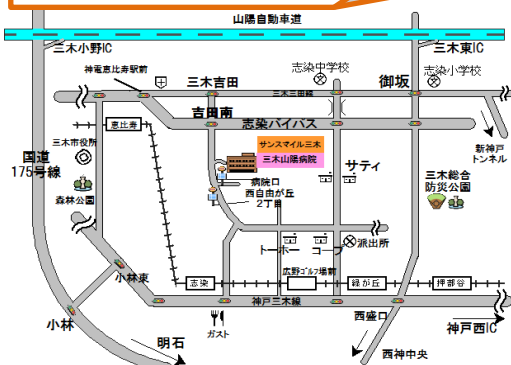 山陽自動車道
三木小野IC
三木東IC
神電恵比寿駅前
三木吉田
志染中学校
三木三田線
御坂
志染小学校
恵比寿
吉田南
志染バイパス
新神戸
トンネル
三木市役所
国道
175号線
森林公園
サンスマイル三木
三木山陽病院
サティ
三木総合
防災公園
病院口
西自由が丘
2丁目
トーホー
コープ
派出所
小林東
志染
広野ゴルフ場前
緑が丘
押部谷
神戸三木線
小林
ガスト
明石
西盛口
神戸西IC
西神中央